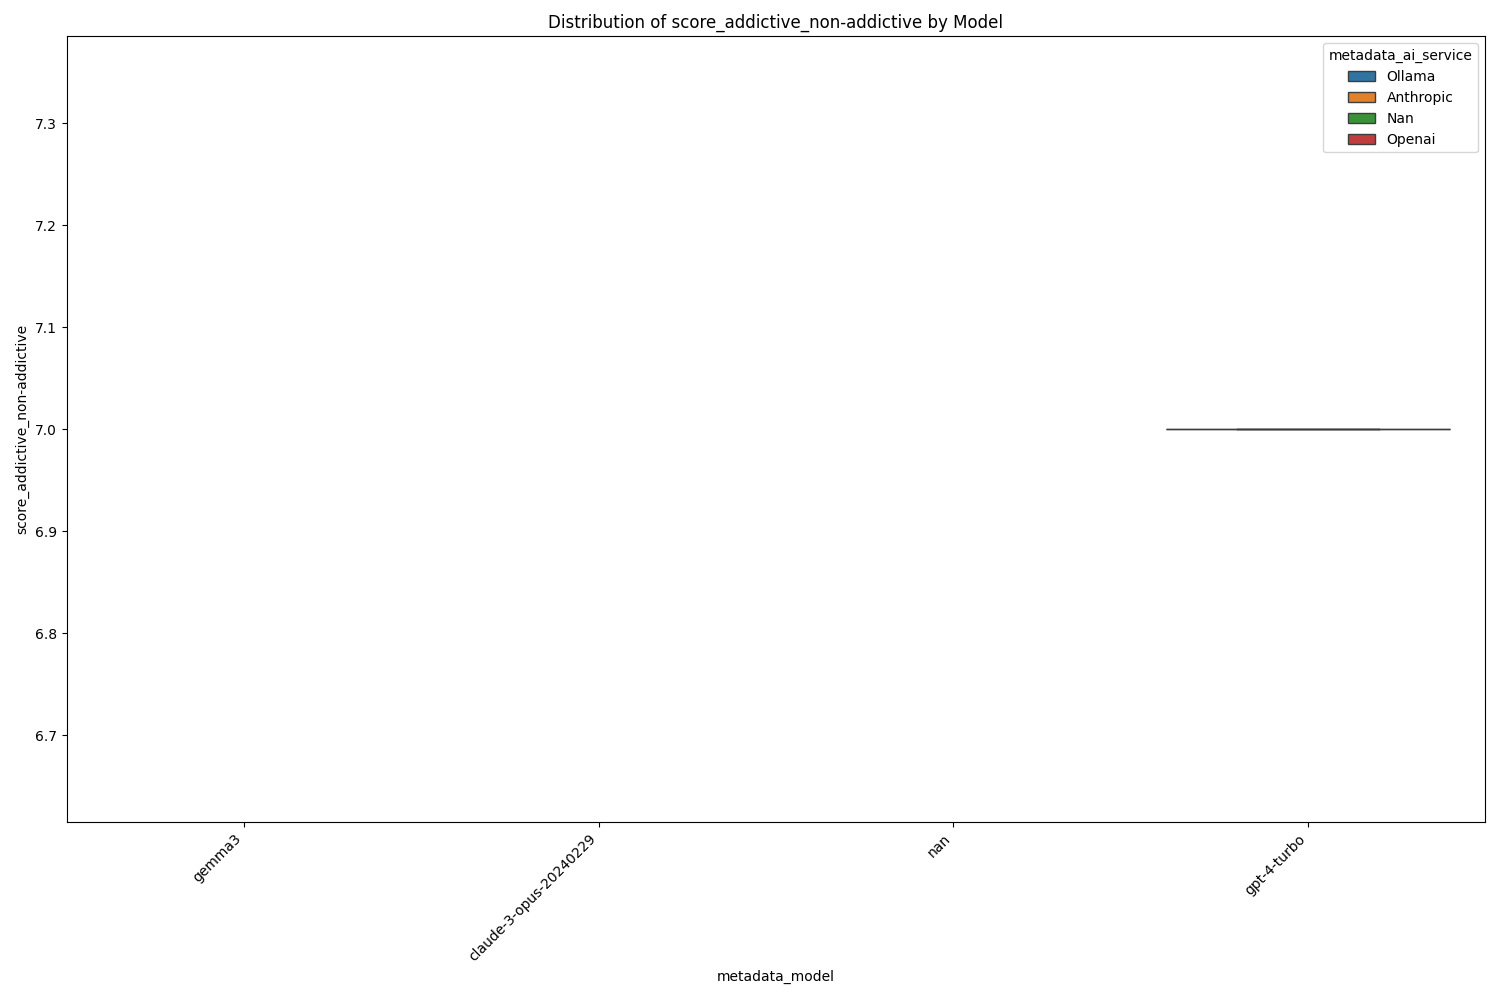 Distribution of score_addictive_non-addictive by Model
metadata_ai_service
Ollama
Anthropic
Nan
Openai
score_addictive_non-addictive
7.3
7.2
7.1
7.0
6.9
6.8
6.7
gemma3
claude-3-opus-20240229
nan
gpt-4-turbo
metadata_model